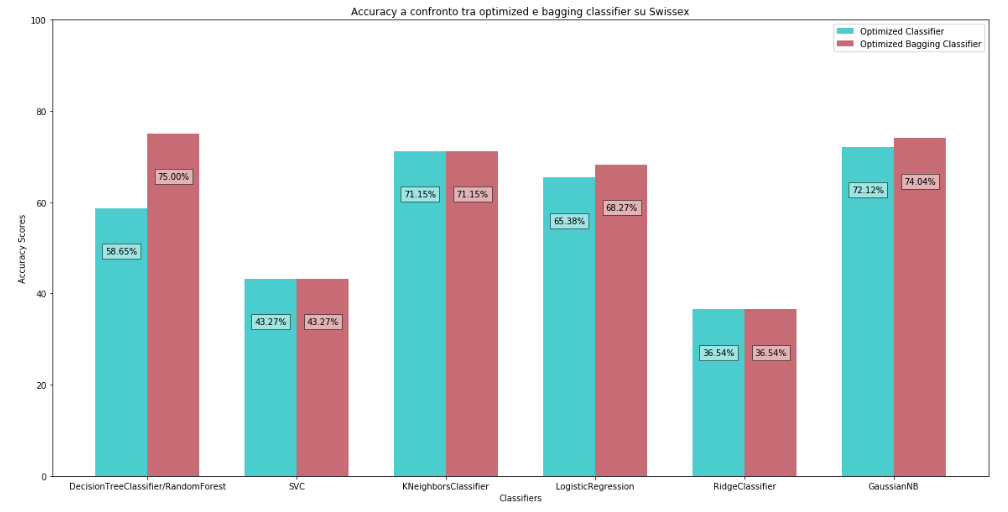 Accuracy a confronto tra optimized e bagging classifier su Swissex
Optimized Classifier
Optimized Bagging Classifier
Accuracy Scores
100
80
60
40
20
0
58.65%
75.00%
43.27%
43.27%
71.15%
71.15%
65.38%
68.27%
36.54%
36.54%
72.12%
74.04%
DecisionTreeClassifier/RandomForest
SVC
KNeighborsClassifier
LogisticRegression
RidgeClassifier
GaussianNB
Classifiers